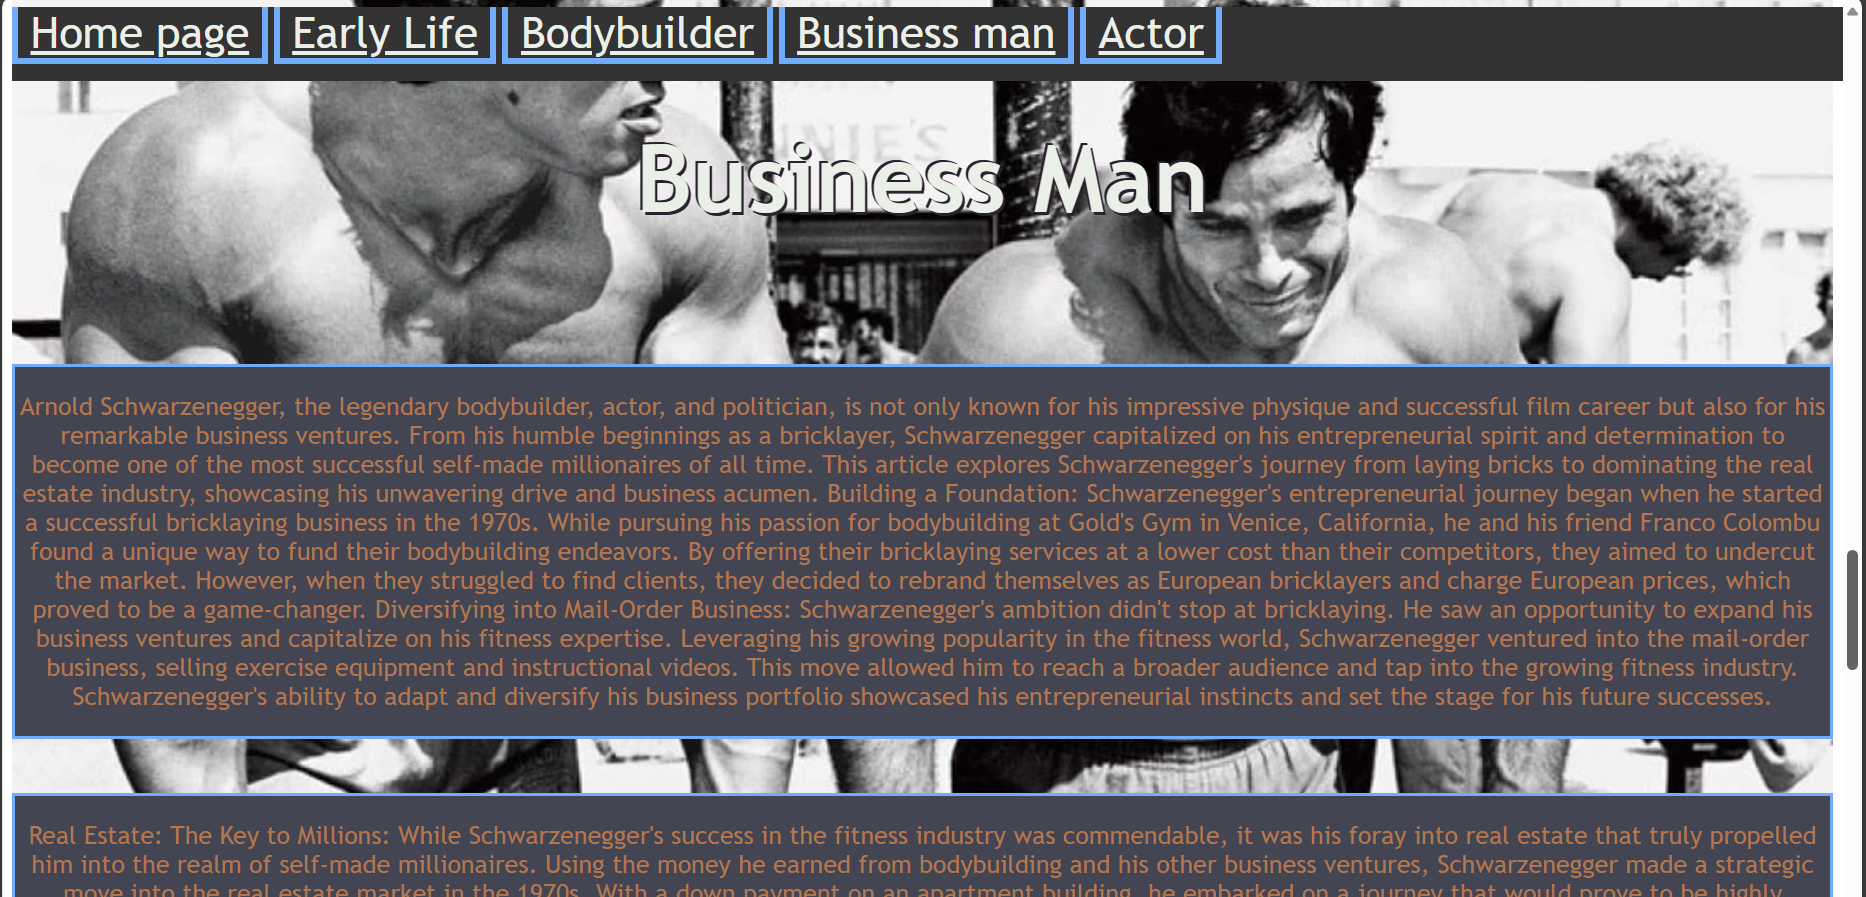 Home page Early Life Bodybuilder Business man Actor
NNIE'S
Business Man
Arnold Schwarzenegger, the legendary bodybuilder, actor, and politician, is not only known for his impressive physique and successful film career but also for his
remarkable business ventures. From his humble beginnings as a bricklayer, Schwarzenegger capitalized on his entrepreneurial spirit and determination to
become one of the most successful self-made millionaires of all time. This article explores Schwarzenegger's journey from laying bricks to dominating the real
estate industry, showcasing his unwavering drive and business acumen. Building a Foundation: Schwarzenegger's entrepreneurial journey began when he started
a successful bricklaying business in the 1970s. While pursuing his passion for bodybuilding at Gold's Gym in Venice, California, he and his friend Franco Colombu
found a unique way to fund their bodybuilding endeavors. By offering their bricklaying services at a lower cost than their competitors, they aimed to undercut
the market. However, when they struggled to find clients, they decided to rebrand themselves as European bricklayers and charge European prices, which
proved to be a game-changer. Diversifying into Mail-Order Business: Schwarzenegger's ambition didn't stop at bricklaying. He saw an opportunity to expand his
business ventures and capitalize on his fitness expertise. Leveraging his growing popularity in the fitness world, Schwarzenegger ventured into the mail-order
business, selling exercise equipment and instructional videos. This move allowed him to reach a broader audience and tap into the growing fitness industry.
Schwarzenegger's ability to adapt and diversify his business portfolio showcased his entrepreneurial instincts and set the stage for his future successes.
Real Estate: The Key to Millions: While Schwarzenegger's success in the fitness industry was commendable, it was his foray into real estate that truly propelled
him into the realm of self-made millionaires. Using the money he earned from bodybuilding and his other business ventures, Schwarzenegger made a strategic
move into the real estate market in the 1970s. With a down payment on an apartment building, he embarked on a journey that would prove to be highly